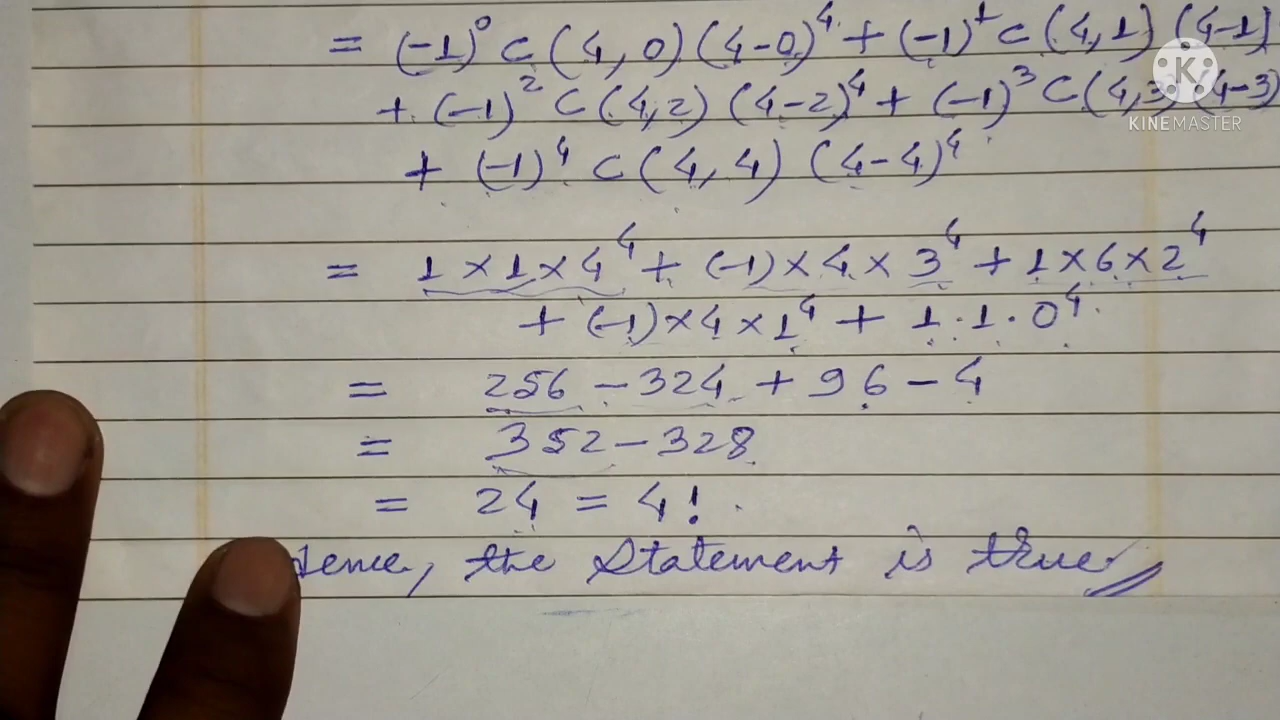 = (-1)⁰ C(4,0) (4-0)⁴ + (-1)¹ C(4,1) (4-1)
+ (-1)² C(4,2) (4-2)⁴ + (-1)³ C(4,3) (4-3)
+ (-1)⁴ C(4,4) (4-4)⁴
KINEMASTER
= 1×1×4⁴ + (-1)×4×3⁴ + 1×6×2⁴
+ (-1)×4×1⁴ + 1·1·0⁴
= 256 - 324 + 96 - 4
= 352 - 328
= 24 = 4!
Hence, the statement is true